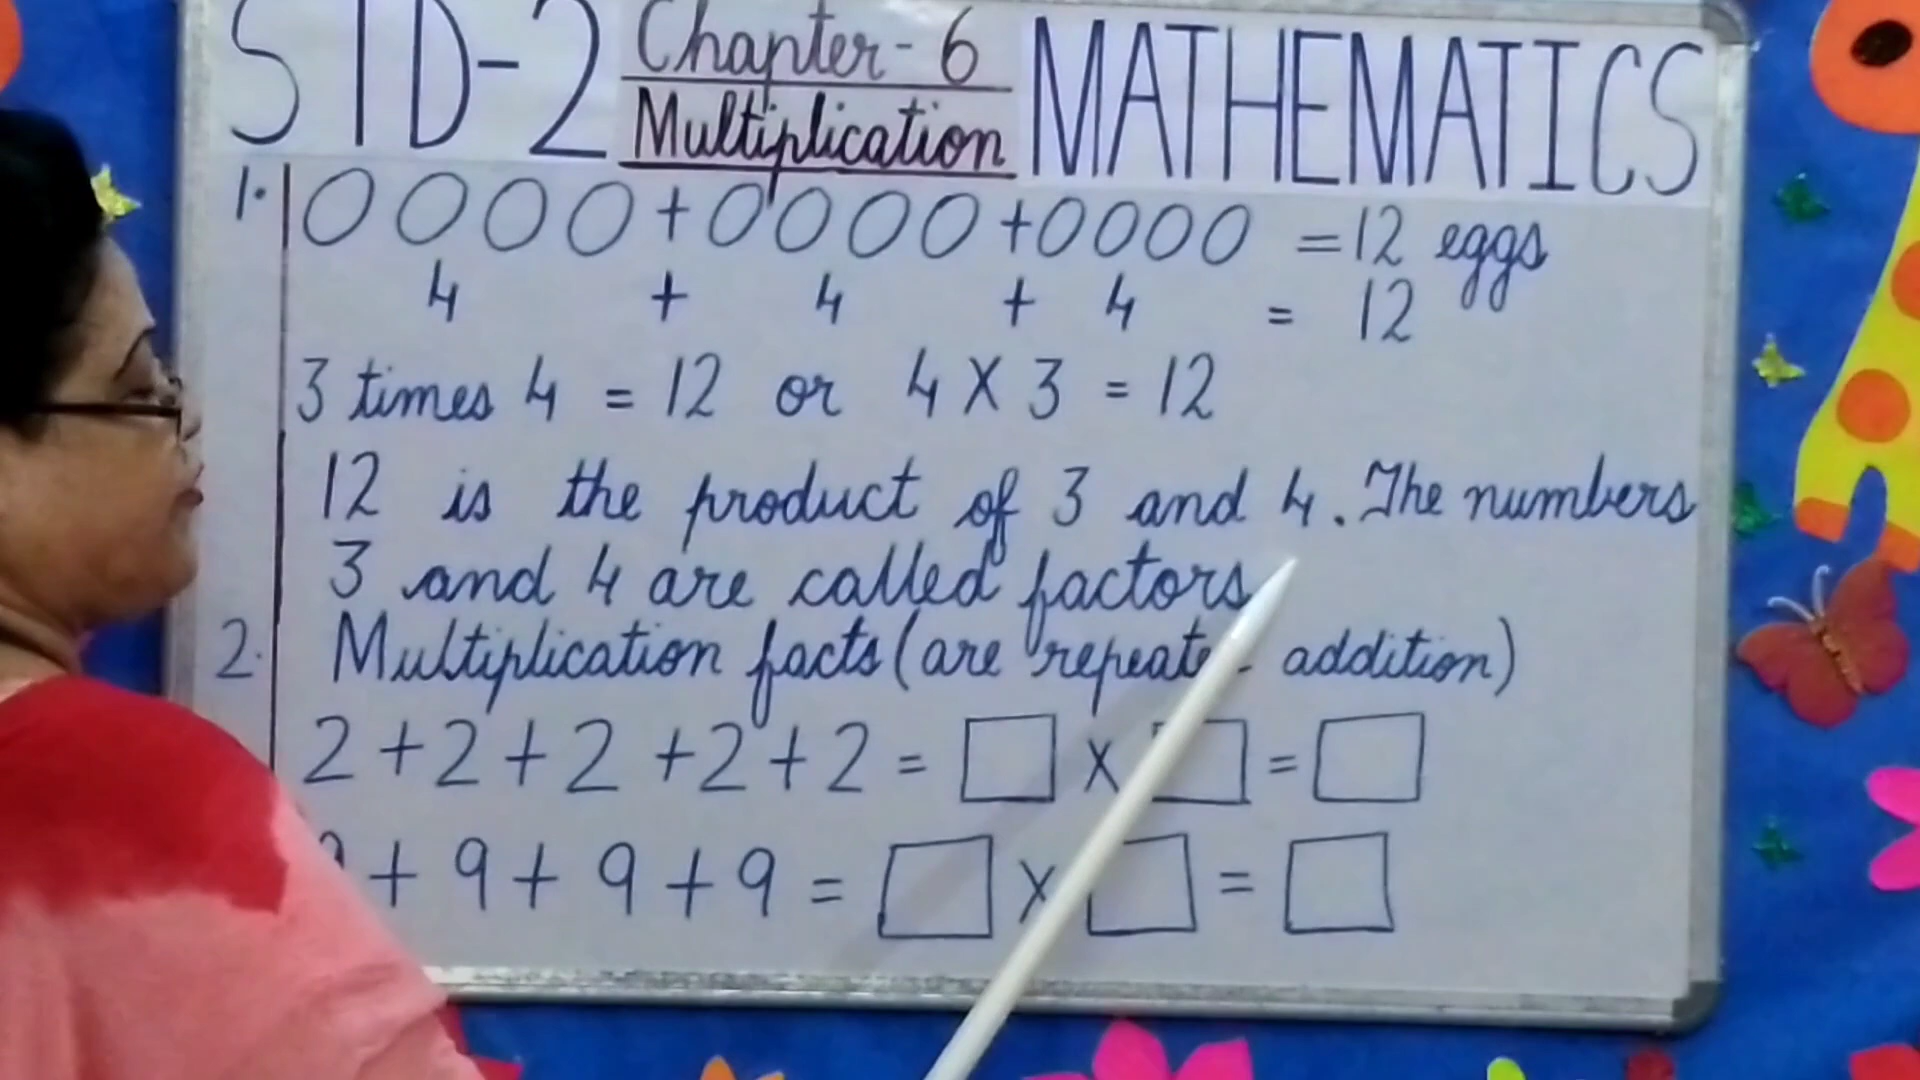 STD-2 Chapter-6 MATHEMATICS
Multiplication
1. 0000+0000+0000 = 12 eggs
4 + 4 + 4 = 12
3 times 4 = 12 or 4 X 3 = 12
12 is the product of 3 and 4. The numbers
3 and 4 are called factors
2. Multiplication facts (are addition)
2+2+2+2+2 = □ x □ = □
+ 9 + 9 + 9 = □ x □ = □